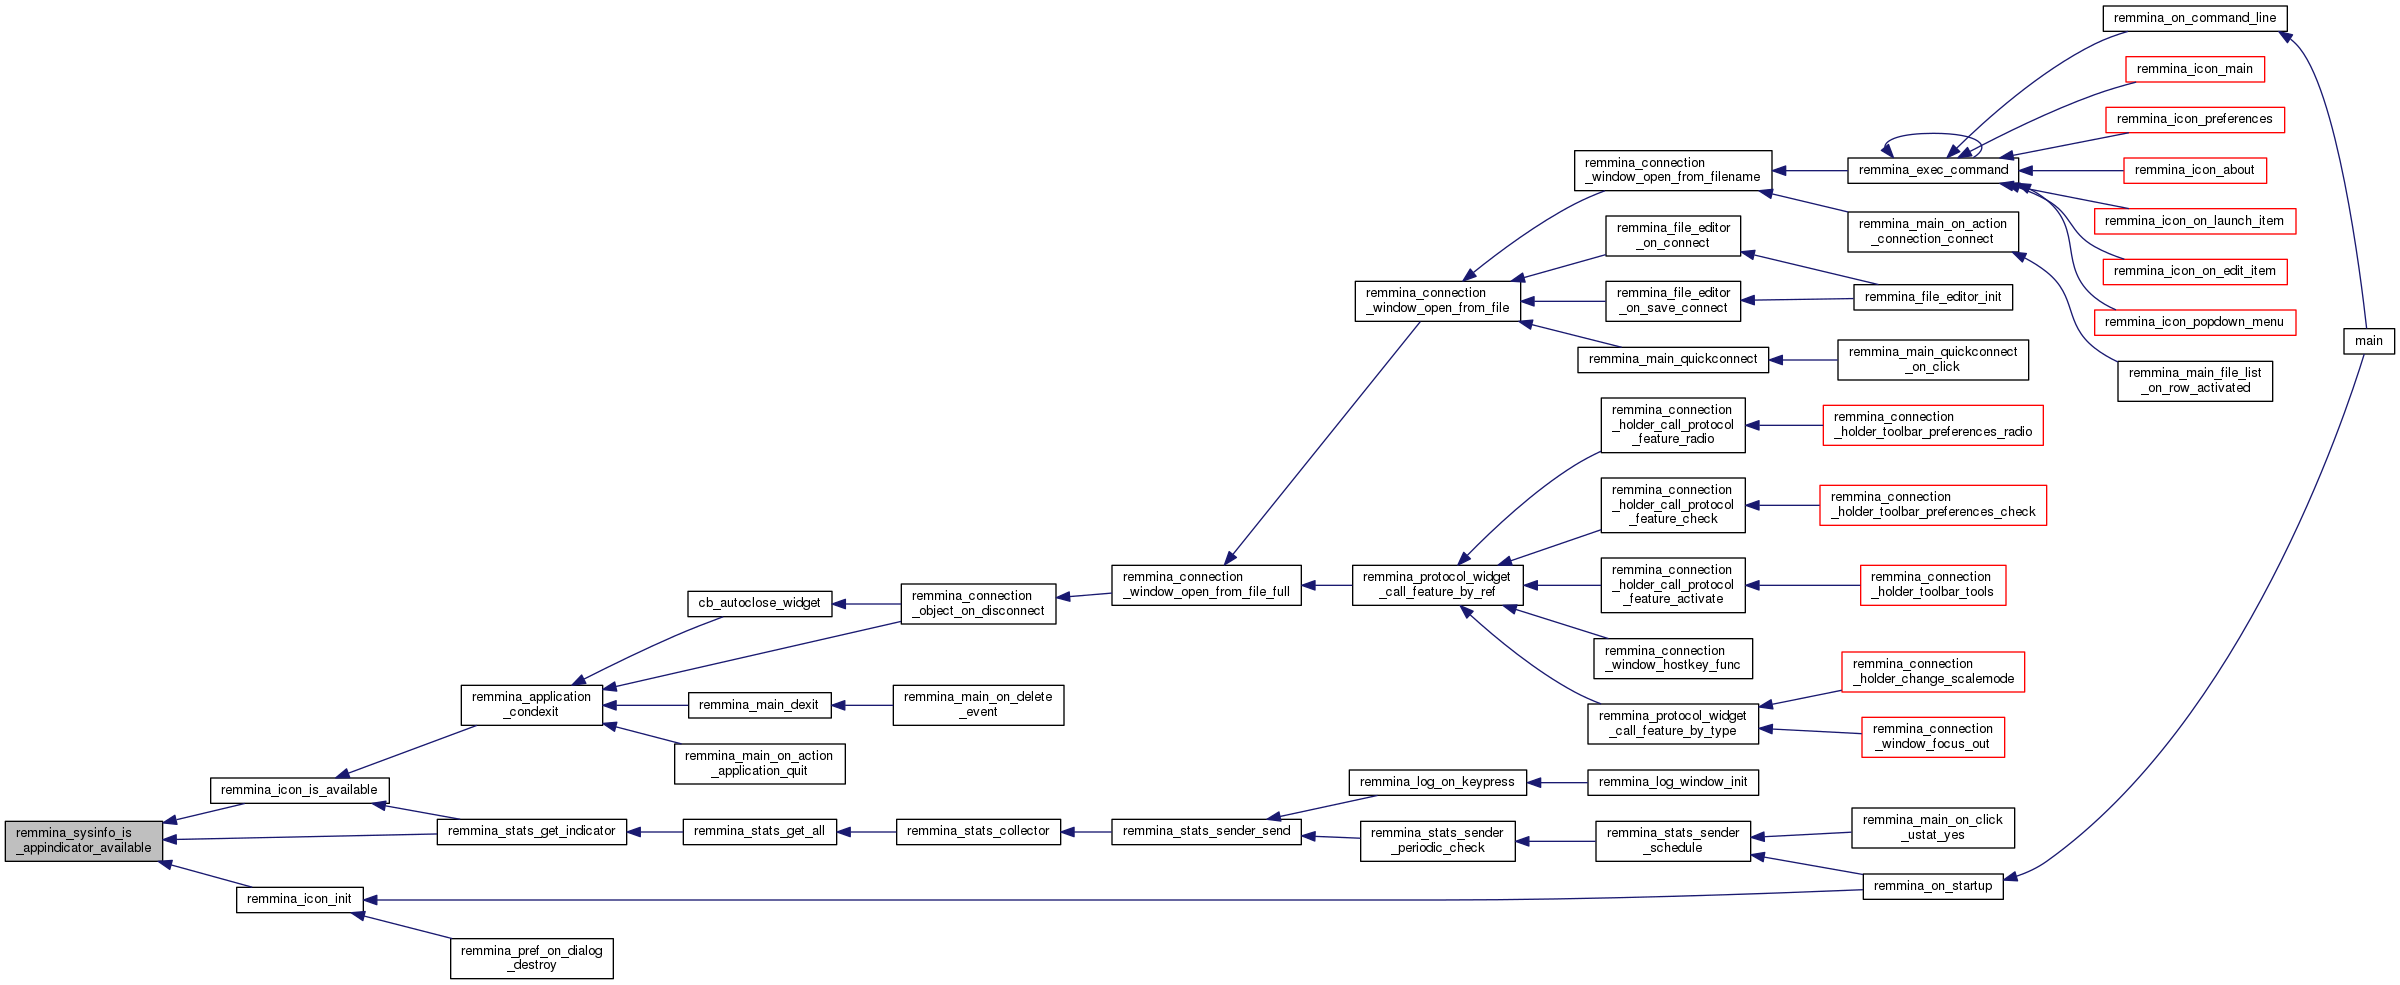 remmina_sysinfo_is
_appindicator_available
remmina_icon_is_available
remmina_icon_init
remmina_application
_condexit
remmina_stats_get_indicator
remmina_pref_on_dialog
_destroy
cb_autoclose_widget
remmina_main_dexit
remmina_main_on_action
_application_quit
remmina_stats_get_all
remmina_connection
_object_on_disconnect
remmina_main_on_delete
_event
remmina_stats_collector
remmina_connection
_window_open_from_file_full
remmina_stats_sender_send
remmina_connection
_window_open_from_file
remmina_protocol_widget
_call_feature_by_ref
remmina_log_on_keypress
remmina_stats_sender
_periodic_check
remmina_connection
_window_open_from_filename
remmina_file_editor
_on_connect
remmina_file_editor
_on_save_connect
remmina_main_quickconnect
remmina_connection
_holder_call_protocol
_feature_radio
remmina_connection
_holder_call_protocol
_feature_check
remmina_connection
_holder_call_protocol
_feature_activate
remmina_connection
_window_hostkey_func
remmina_protocol_widget
_call_feature_by_type
remmina_log_window_init
remmina_stats_sender
_schedule
remmina_exec_command
remmina_main_on_action
_connection_connect
remmina_file_editor_init
remmina_main_quickconnect
_on_click
remmina_connection
_holder_toolbar_preferences_radio
remmina_connection
_holder_toolbar_preferences_check
remmina_connection
_holder_toolbar_tools
remmina_connection
_holder_change_scalemode
remmina_connection
_window_focus_out
remmina_main_on_click
_ustat_yes
remmina_on_startup
remmina_on_command_line
remmina_icon_main
remmina_icon_preferences
remmina_icon_about
remmina_icon_on_launch_item
remmina_icon_on_edit_item
remmina_icon_popdown_menu
remmina_main_file_list
_on_row_activated
main